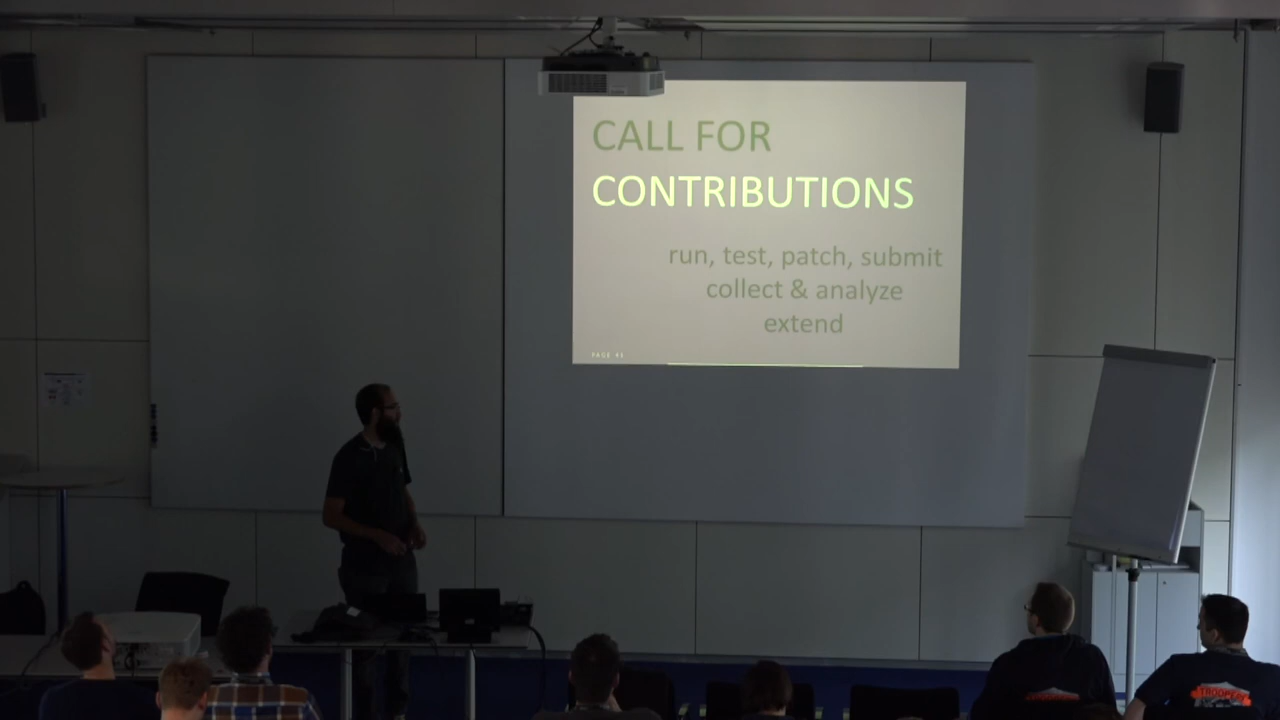 CALL FOR
CONTRIBUTIONS
run, test, patch, submit
collect & analyze
extend